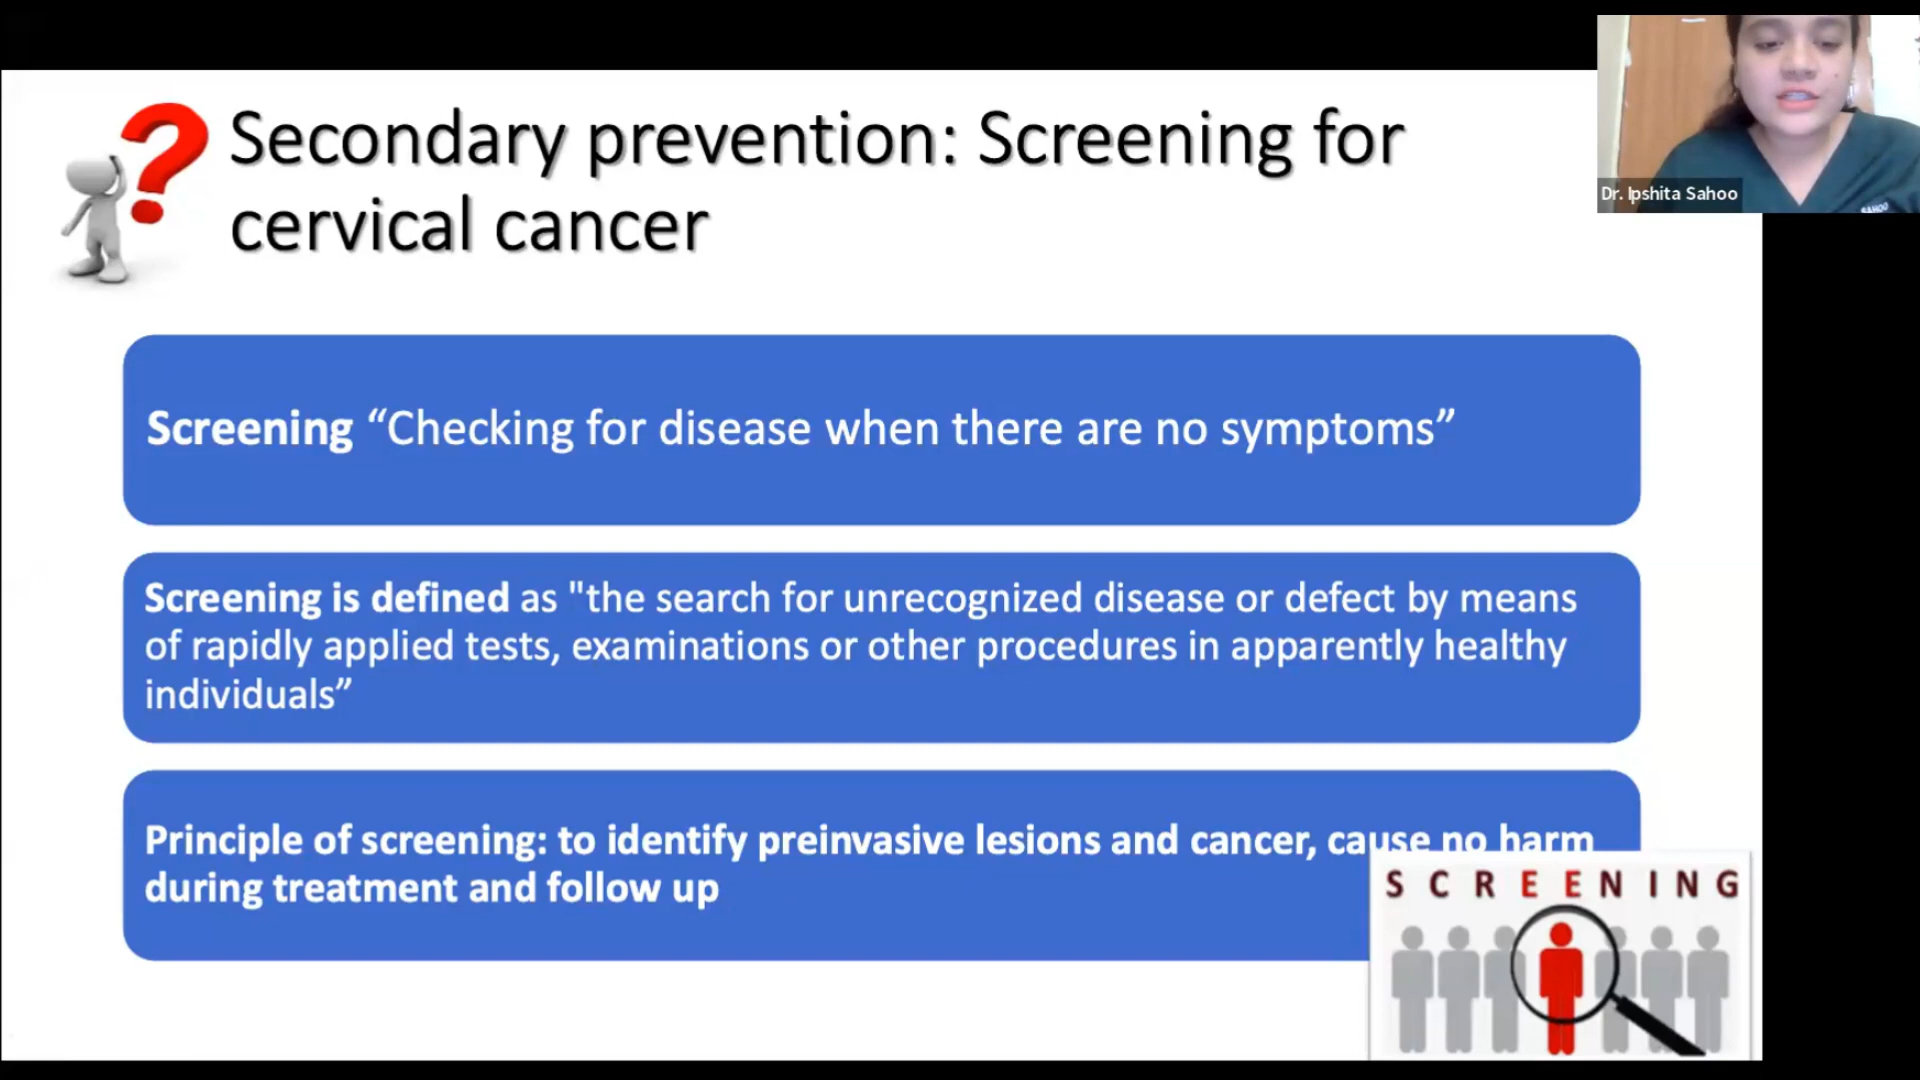 Secondary prevention: Screening for
cervical cancer
Dr. Ipshita Sahoo
SAHOO
Screening “Checking for disease when there are no symptoms”
Screening is defined as "the search for unrecognized disease or defect by means
of rapidly applied tests, examinations or other procedures in apparently healthy
individuals”
Principle of screening: to identify preinvasive lesions and cancer, cause no harm
during treatment and follow up
SCREENING